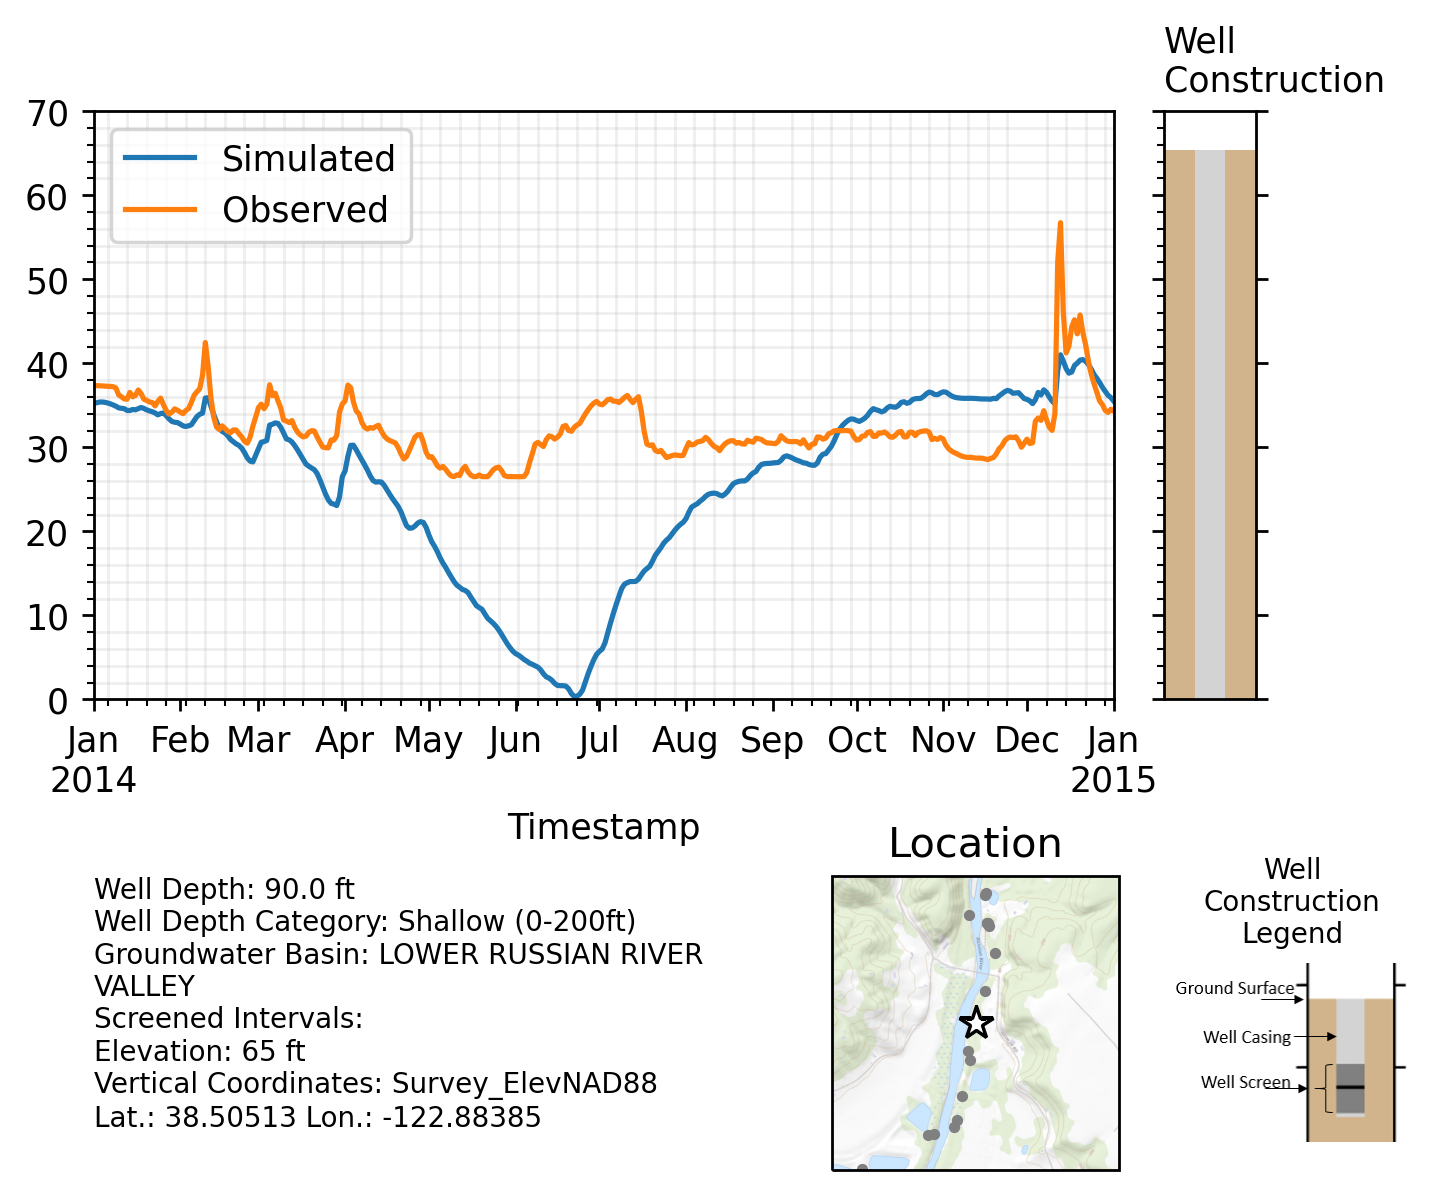 Well
Construction
70
60
50
40
30
20
10
0
Simulated
Observed
Jan Feb Mar Apr May Jun Jul Aug Sep Oct Nov Dec Jan
2014 2015
Timestamp
Well Depth: 90.0 ft
Well Depth Category: Shallow (0-200ft)
Groundwater Basin: LOWER RUSSIAN RIVER
VALLEY
Screened Intervals:
Elevation: 65 ft
Vertical Coordinates: Survey_ElevNAD88
Lat.: 38.50513 Lon.: -122.88385
Location
Well
Construction
Legend
Ground Surface
Well Casing
Well Screen